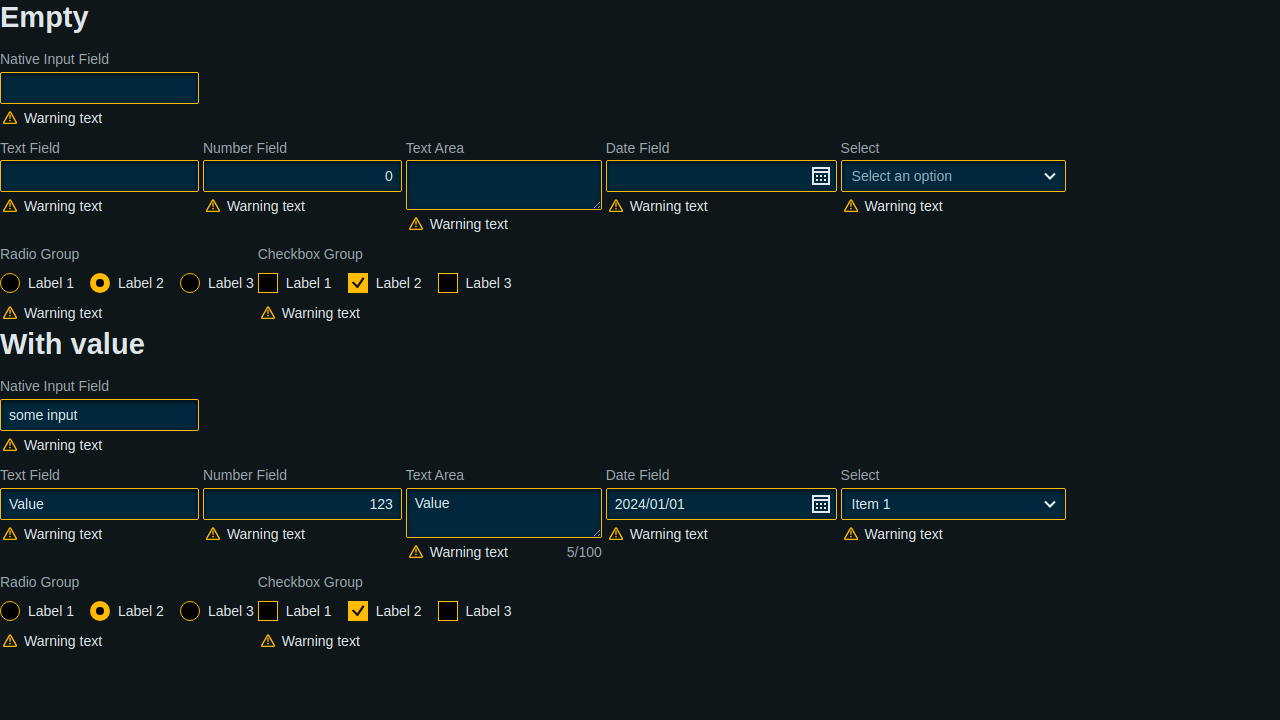 Empty
Native Input Field
Warning text
Text Field Number Field Text Area Date Field Select
0 Select an option
Warning text Warning text Warning text Warning text
Warning text
Radio Group Checkbox Group
Label 1 Label 2 Label 3 Label 1 Label 2 Label 3
Warning text Warning text
With value
Native Input Field
some input
Warning text
Text Field Number Field Text Area Date Field Select
Value 123 Value 2024/01/01 Item 1
Warning text Warning text Warning text Warning text
Warning text 5/100
Radio Group Checkbox Group
Label 1 Label 2 Label 3 Label 1 Label 2 Label 3
Warning text Warning text